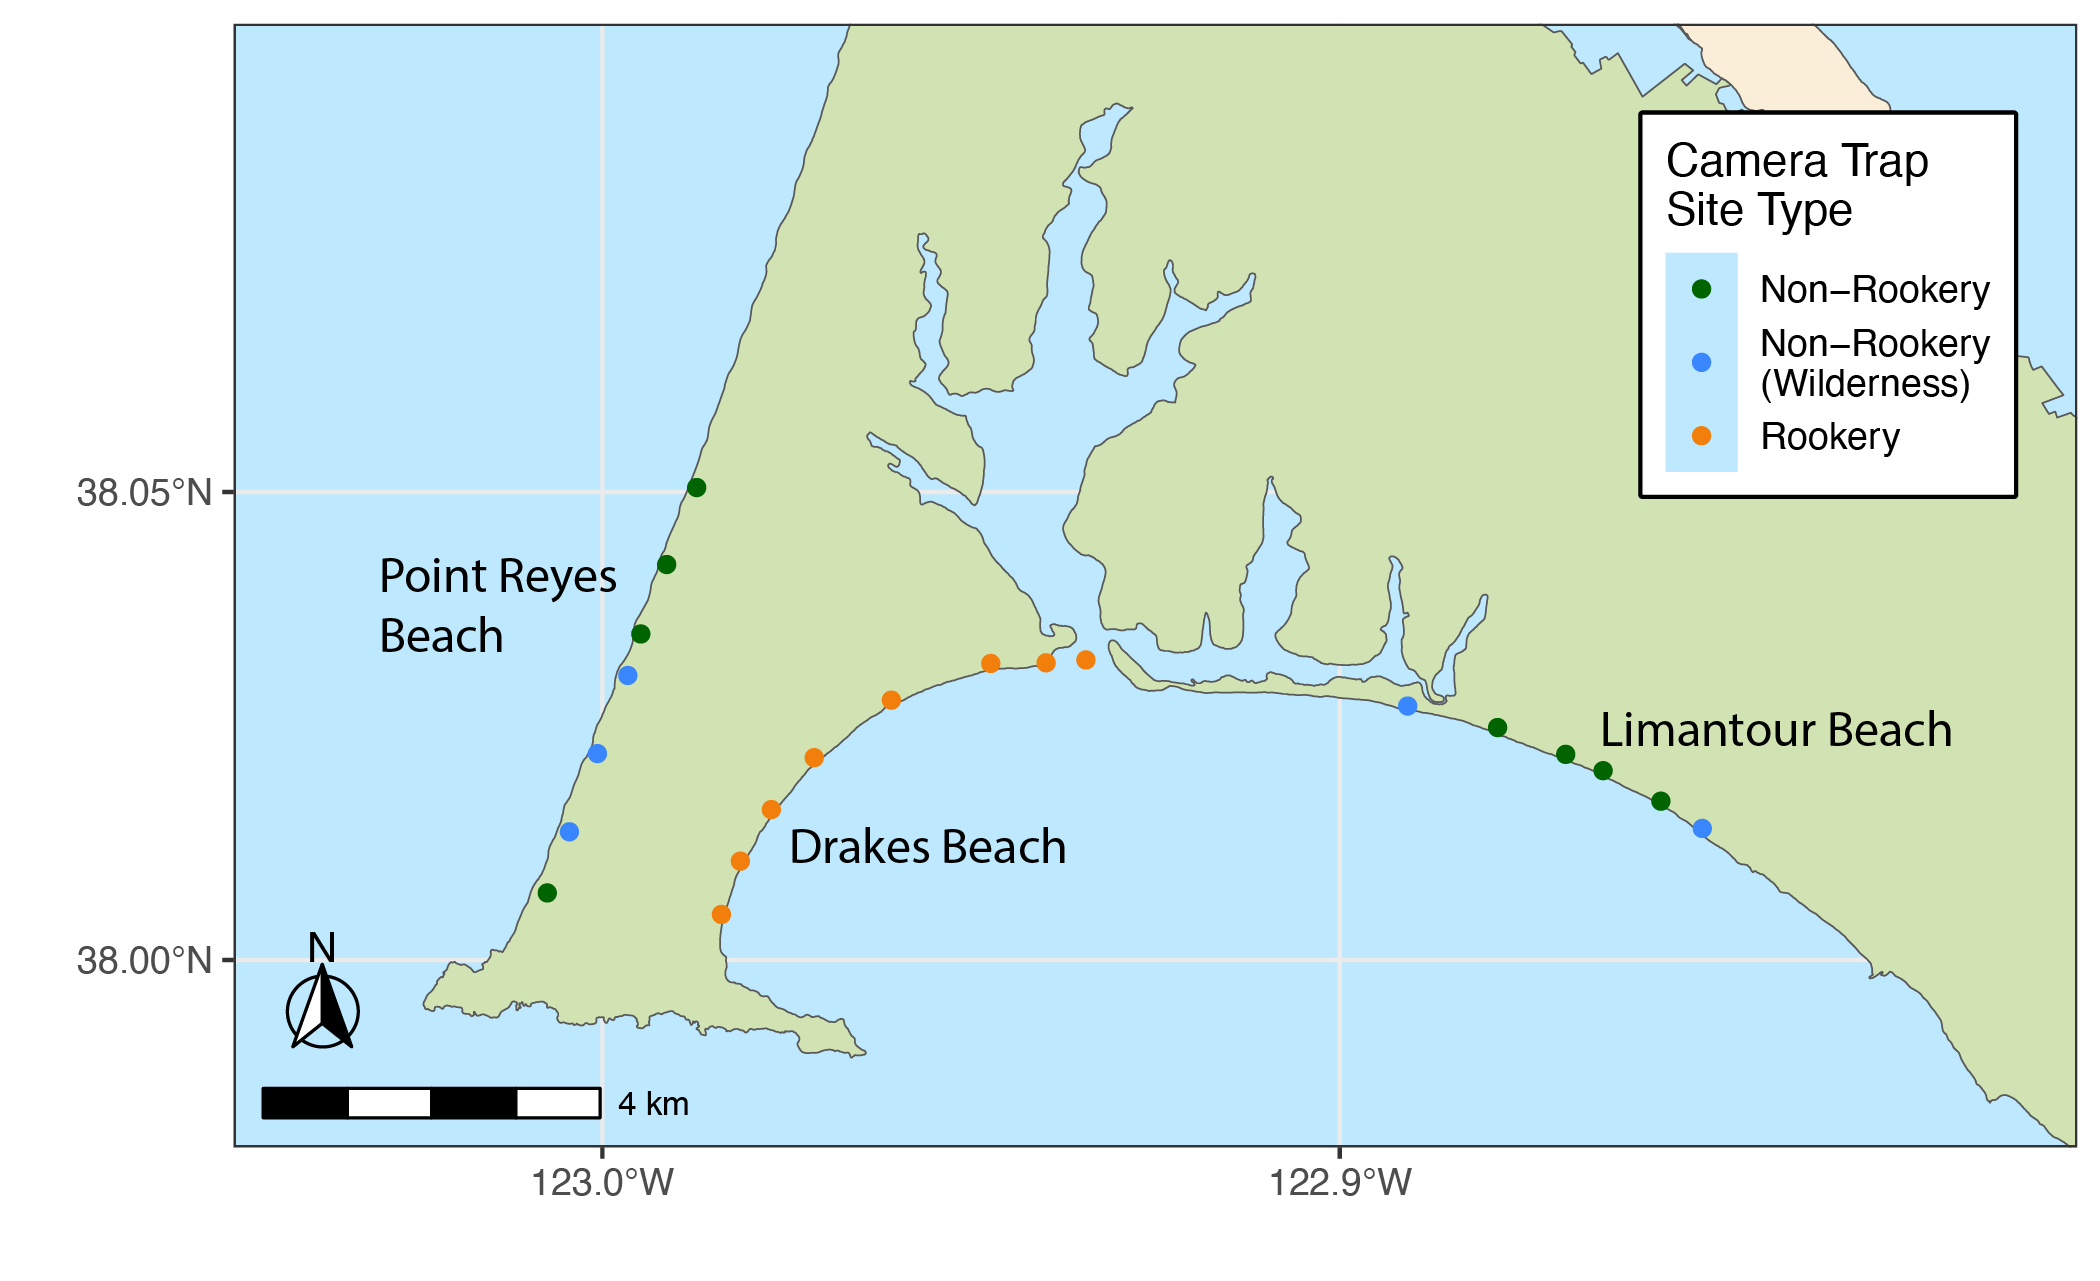 Camera Trap
Site Type
Non−Rookery
Non−Rookery
(Wilderness)
Rookery
38.05°N
Point Reyes
Beach
Limantour Beach
Drakes Beach
38.00°N
N
4 km
123.0°W
122.9°W